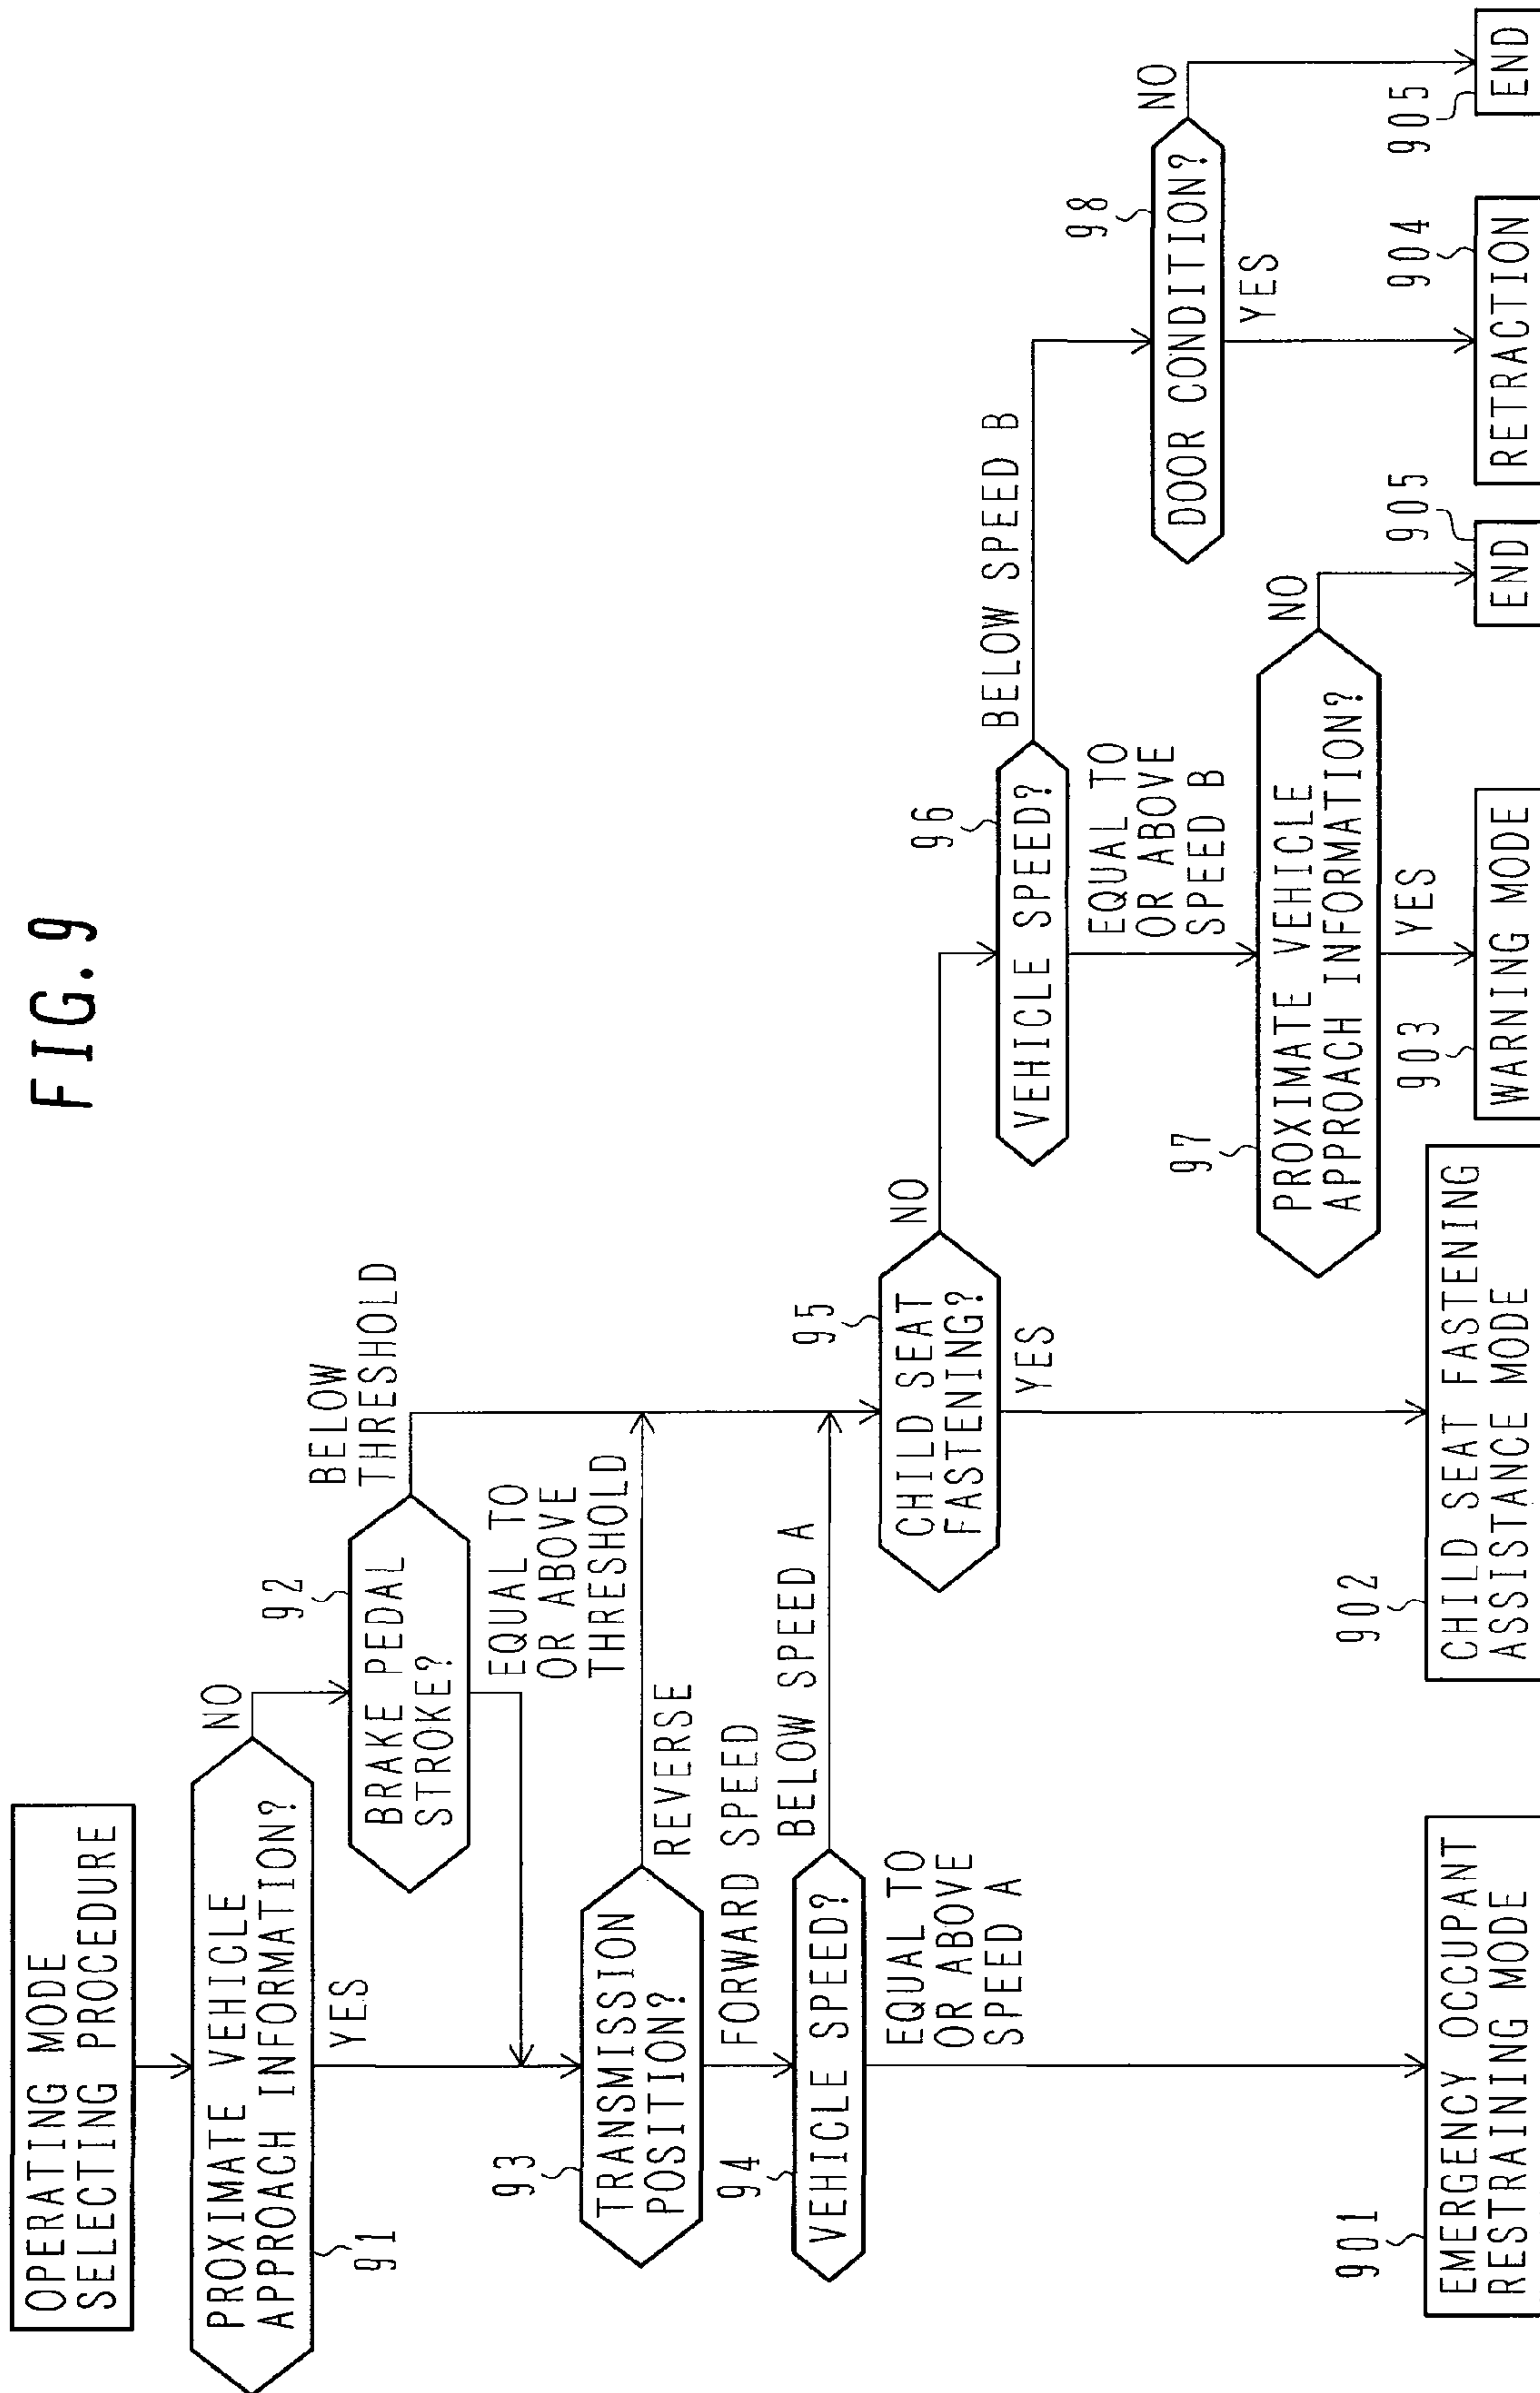 FIG. 9
OPERATING MODE
SELECTING PROCEDURE
PROXIMATE VEHICLE
APPROACH INFORMATION?
91
NO
YES
92
BRAKE PEDAL
STROKE?
BELOW
THRESHOLD
EQUAL TO
OR ABOVE
THRESHOLD
93
TRANSMISSION
POSITION?
REVERSE
FORWARD SPEED
94
VEHICLE SPEED?
BELOW SPEED A
EQUAL TO
OR ABOVE
SPEED A
95
CHILD SEAT
FASTENING?
NO
YES
96
VEHICLE SPEED?
BELOW SPEED B
EQUAL TO
OR ABOVE
SPEED B
97
PROXIMATE VEHICLE
APPROACH INFORMATION?
NO
YES
98
DOOR CONDITION?
NO
YES
901
EMERGENCY OCCUPANT
RESTRAINING MODE
902
CHILD SEAT FASTENING
ASSISTANCE MODE
903
WARNING MODE
905
END
904
RETRACTION
905
END